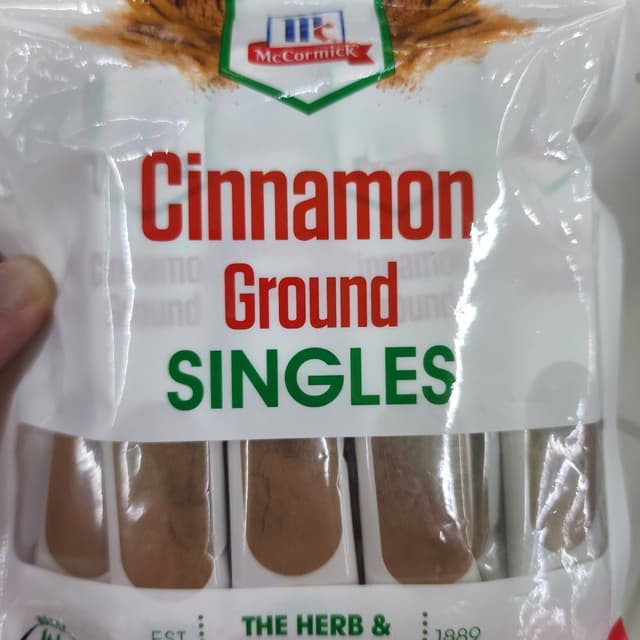 McCormick
Cinnamon
Ground
SINGLES
EST
THE HERB &
1889